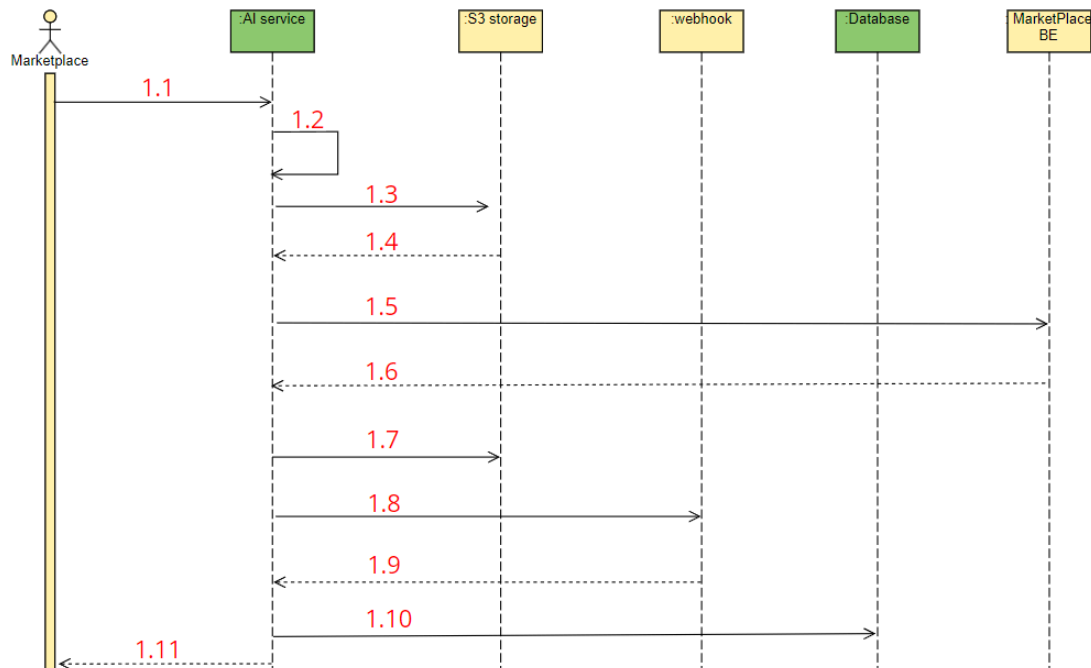 :AI service
:S3 storage
:webhook
:Database
: MarketPlace
BE
Marketplace
1.1
1.2
1.3
1.4
1.5
1.6
1.7
1.8
1.9
1.10
1.11